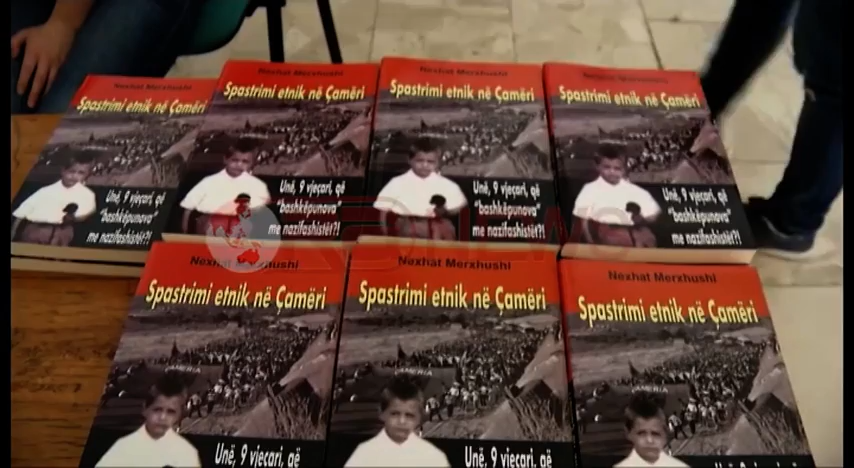 Nexhat Merxhushi
Spastrimi etnik në Çamëri
Unë, 9 vjeçari, që
"bashkëpunova"
me nazifashistët?!
Nexhat Merxhushi
Spastrimi etnik në Çamëri
Unë, 9 vjeçari, që
"bashkëpunova"
me nazifashistët?!
Nexhat Merxhushi
Spastrimi etnik në Çamëri
Unë, 9 vjeçari, që
"bashkëpunova"
me nazifashistët?!
Spastrimi etnik në Çamëri
Unë, 9 vjeçari, që
"bashkëpunova"
me nazifashistët?!
Nexhat Merxhushi
Spastrimi etnik në Çamëri
ÇAMERIA
Unë, 9 vjeçari, që
Nexhat Merxhushi
Spastrimi etnik në Çamëri
ÇAMERIA
Unë, 9 vjeçari, që
Nexhat Merxhushi
Spastrimi etnik në Çamëri
ÇAMERIA
NEWS